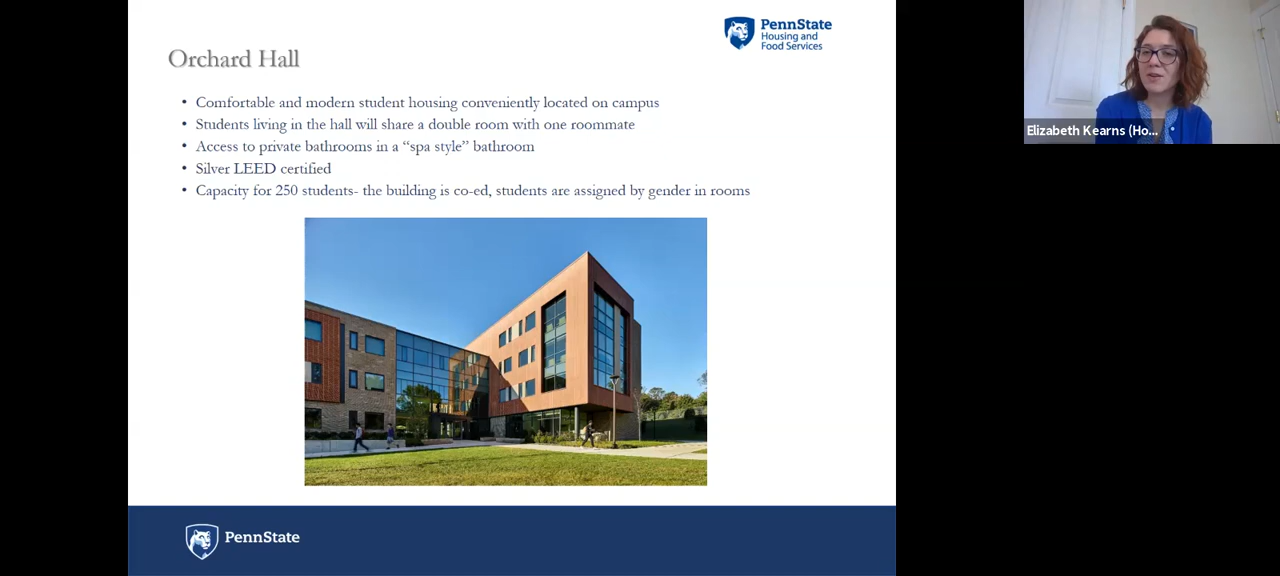 PennState
Housing and
Food Services
Orchard Hall
• Comfortable and modern student housing conveniently located on campus
• Students living in the hall will share a double room with one roommate
• Access to private bathrooms in a “spa style” bathroom
• Silver LEED certified
• Capacity for 250 students- the building is co-ed, students are assigned by gender in rooms
Elizabeth Kearns (Ho...
PennState